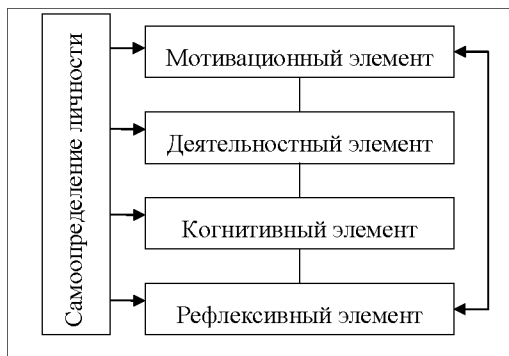 Самоопределение личности
Мотивационный элемент
Деятельностный элемент
Когнитивный элемент
Рефлексивный элемент